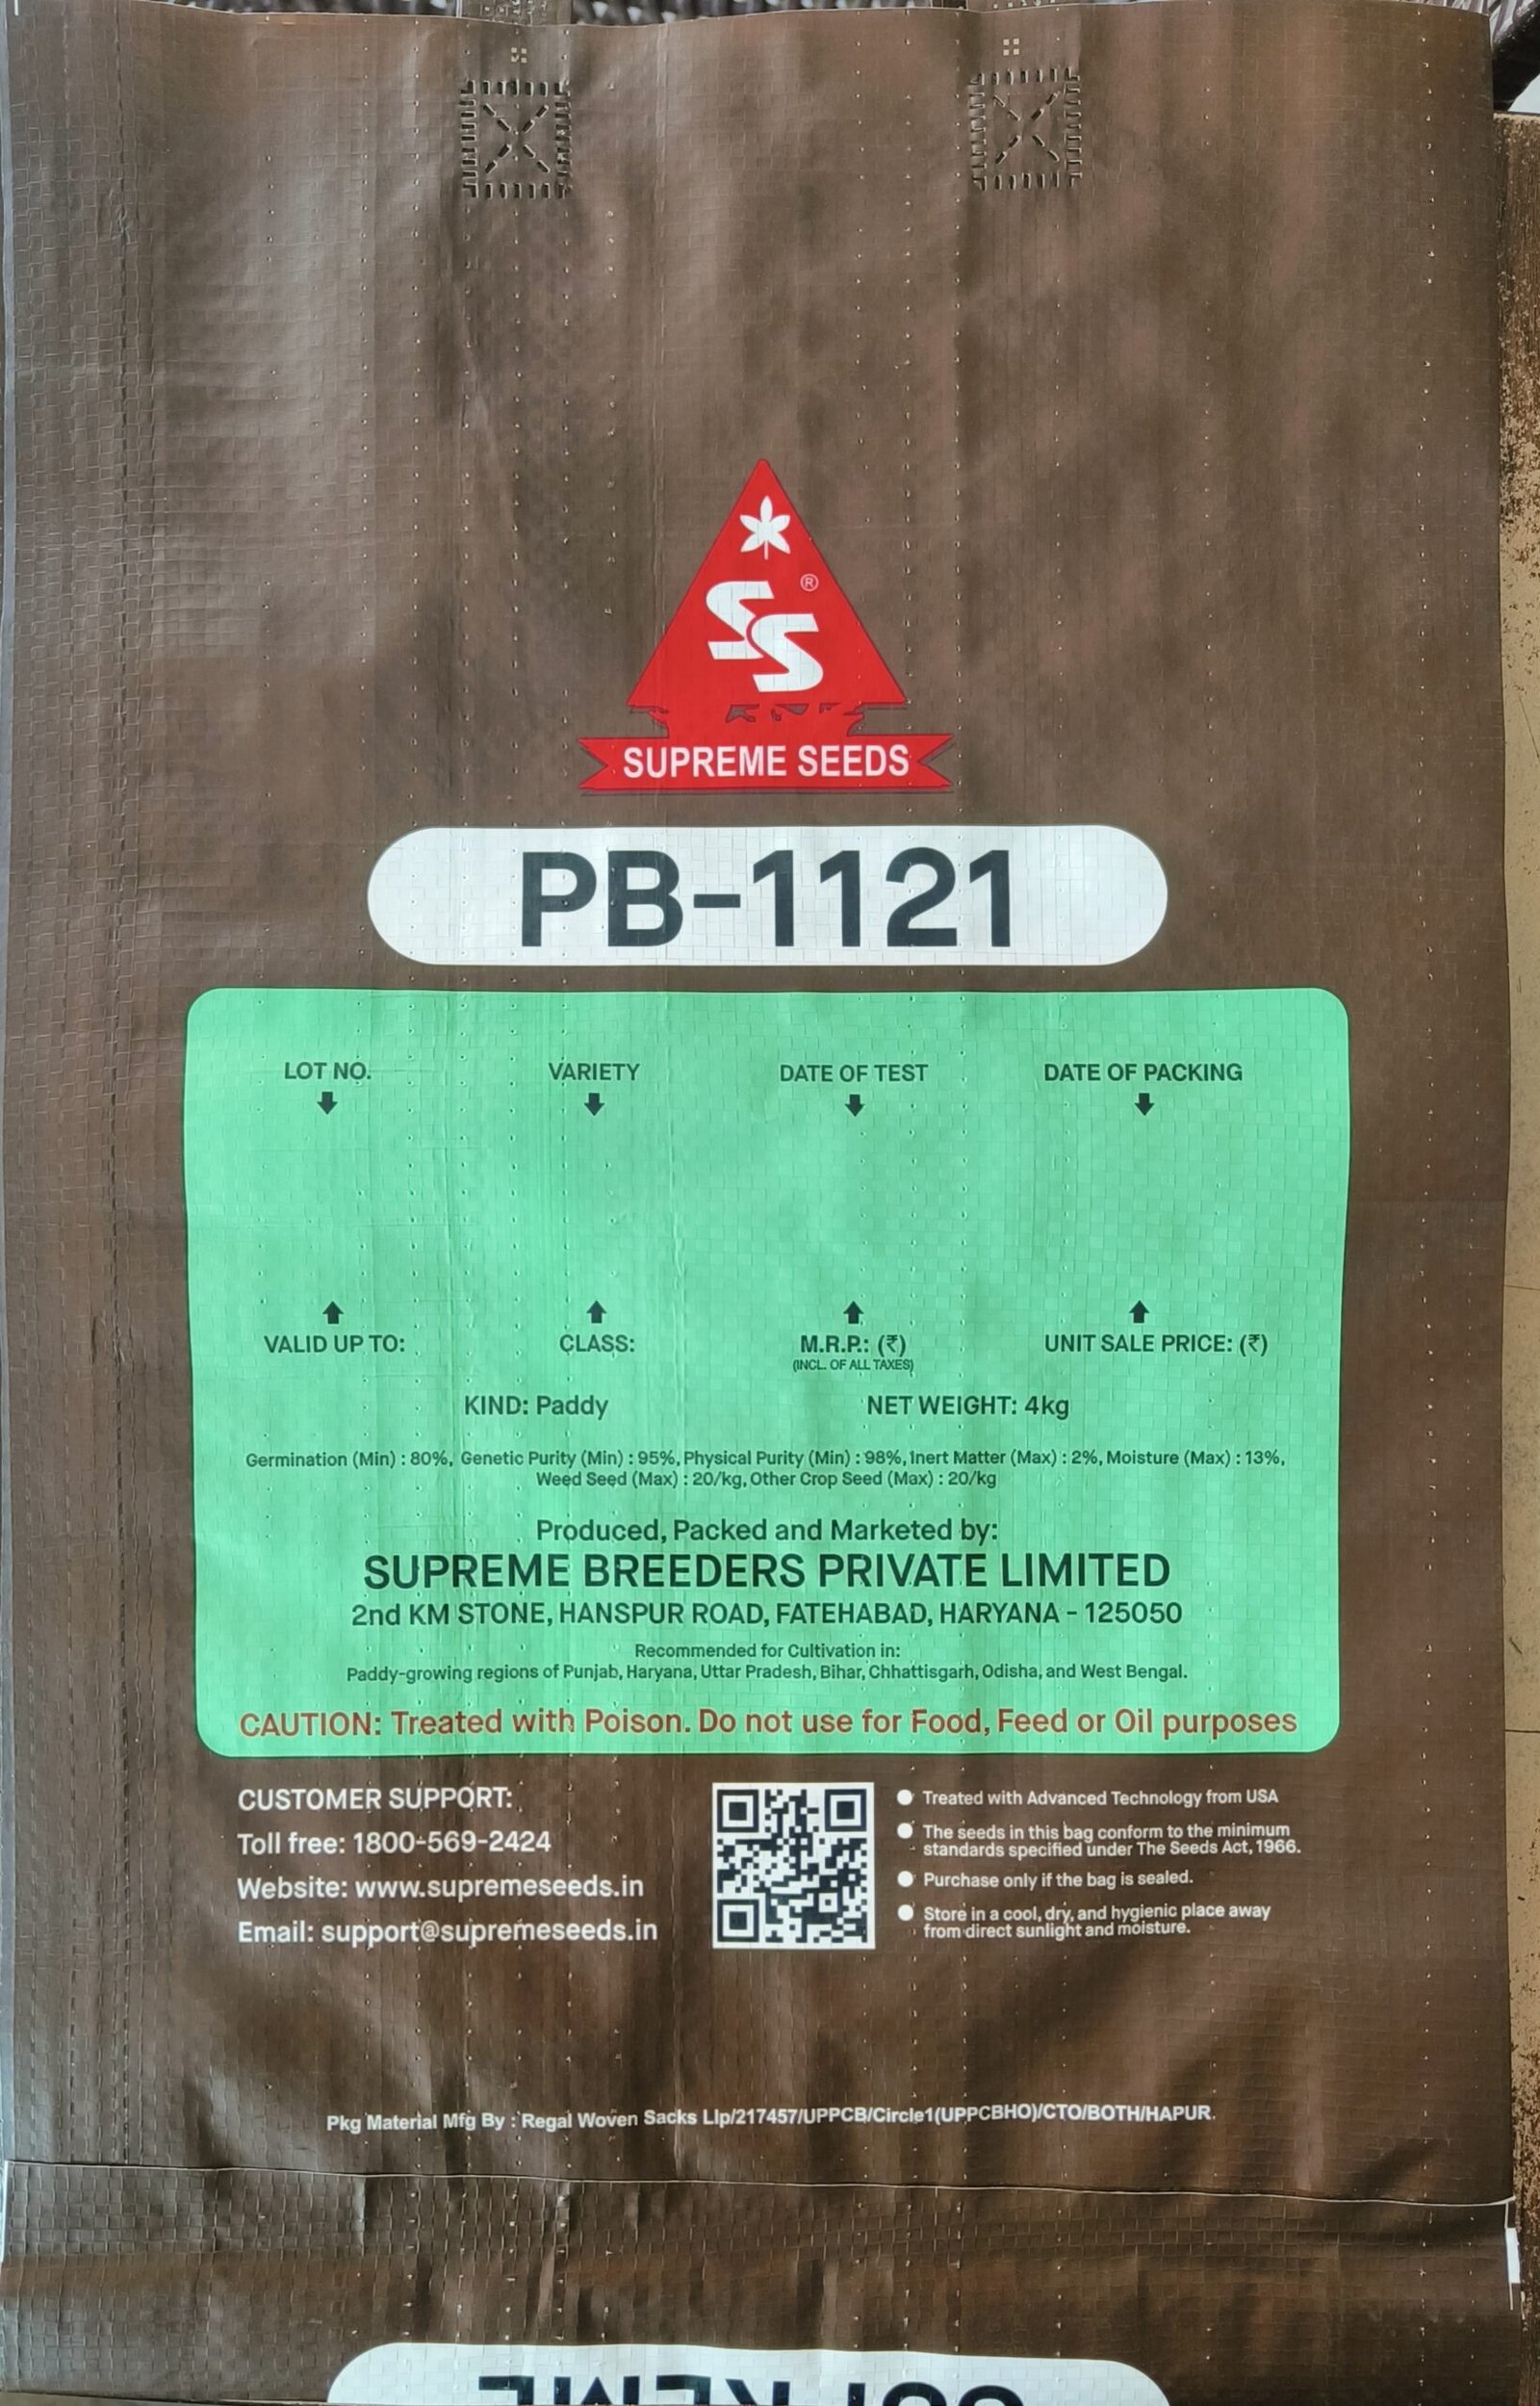 SS ®
SUPREME SEEDS
PB-1121
LOT NO. VARIETY DATE OF TEST DATE OF PACKING
VALID UP TO: CLASS: M.R.P.: (₹) UNIT SALE PRICE: (₹)
(INCL. OF ALL TAXES)
KIND: Paddy NET WEIGHT: 4kg
Germination (Min) : 80%, Genetic Purity (Min) : 95%, Physical Purity (Min) : 98%, Inert Matter (Max) : 2%, Moisture (Max) : 13%,
Weed Seed (Max) : 20/kg, Other Crop Seed (Max) : 20/kg
Produced, Packed and Marketed by:
SUPREME BREEDERS PRIVATE LIMITED
2nd KM STONE, HANSPUR ROAD, FATEHABAD, HARYANA - 125050
Recommended for Cultivation in:
Paddy-growing regions of Punjab, Haryana, Uttar Pradesh, Bihar, Chhattisgarh, Odisha, and West Bengal.
CAUTION: Treated with Poison. Do not use for Food, Feed or Oil purposes
CUSTOMER SUPPORT:
Toll free: 1800-569-2424
Website: www.supremeseeds.in
Email: support@supremeseeds.in
Treated with Advanced Technology from USA
The seeds in this bag conform to the minimum
standards specified under The Seeds Act, 1966.
Purchase only if the bag is sealed.
Store in a cool, dry, and hygienic place away
from direct sunlight and moisture.
Pkg Material Mfg By : Regal Woven Sacks Llp/217457/UPPCB/Circle1(UPPCBHO)/CTO/BOTH/HAPUR.